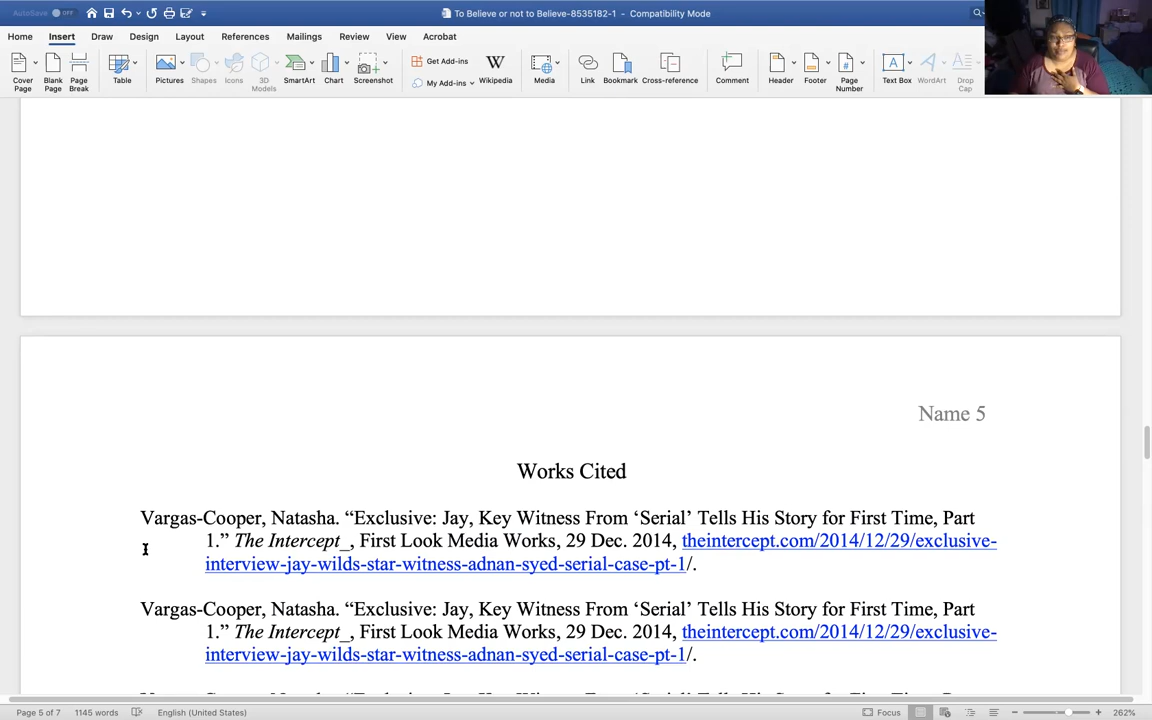 AutoSave OFF
To Believe or not to Believe-8535182-1 - Compatibility Mode
Home Insert Draw Design Layout References Mailings Review View Acrobat
Cover Page
Blank Page
Page Break
Table
Pictures
Shapes
Icons
3D Models
SmartArt
Chart
Screenshot
Get Add-ins
My Add-ins
W
Wikipedia
Media
Link
Bookmark
Cross-reference
Comment
Header
Footer
Page Number
Text Box
WordArt
Drop Cap
Name 5
Works Cited
Vargas-Cooper, Natasha. “Exclusive: Jay, Key Witness From ‘Serial’ Tells His Story for First Time, Part
1.” The Intercept_, First Look Media Works, 29 Dec. 2014, theintercept.com/2014/12/29/exclusive-
interview-jay-wilds-star-witness-adnan-syed-serial-case-pt-1/.
Vargas-Cooper, Natasha. “Exclusive: Jay, Key Witness From ‘Serial’ Tells His Story for First Time, Part
1.” The Intercept_, First Look Media Works, 29 Dec. 2014, theintercept.com/2014/12/29/exclusive-
interview-jay-wilds-star-witness-adnan-syed-serial-case-pt-1/.
Page 5 of 7 1145 words English (United States) Focus 262%